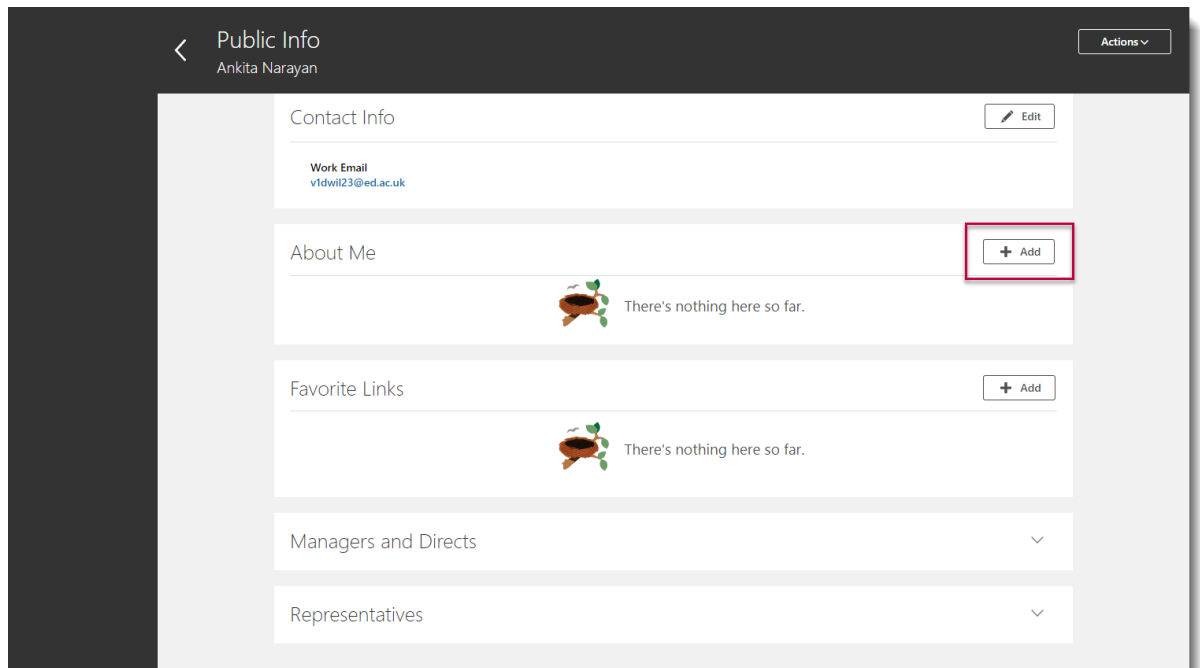 Public Info
Actions
Ankita Narayan
Contact Info
Edit
Work Email
v1dwil23@ed.ac.uk
About Me
Add
There's nothing here so far.
Favorite Links
Add
There's nothing here so far.
Managers and Directs
Representatives